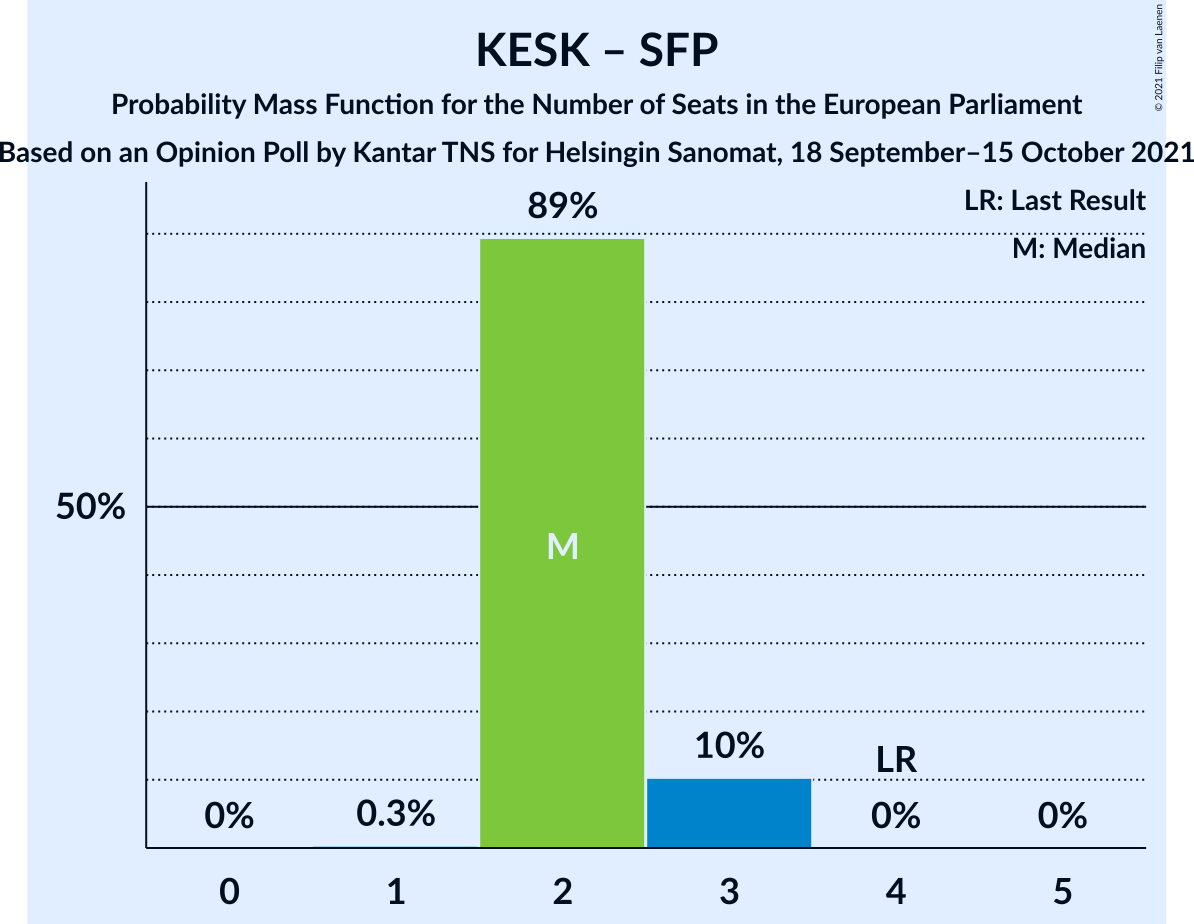 KESK – SFP
Probability Mass Function for the Number of Seats in the European Parliament
Based on an Opinion Poll by Kantar TNS for Helsingin Sanomat, 18 September–15 October 2021
© 2021 Filip van Laenen
LR: Last Result
M: Median
89%
50%
M
10%
LR
0%
0.3%
0%
0%
0
1
2
3
4
5